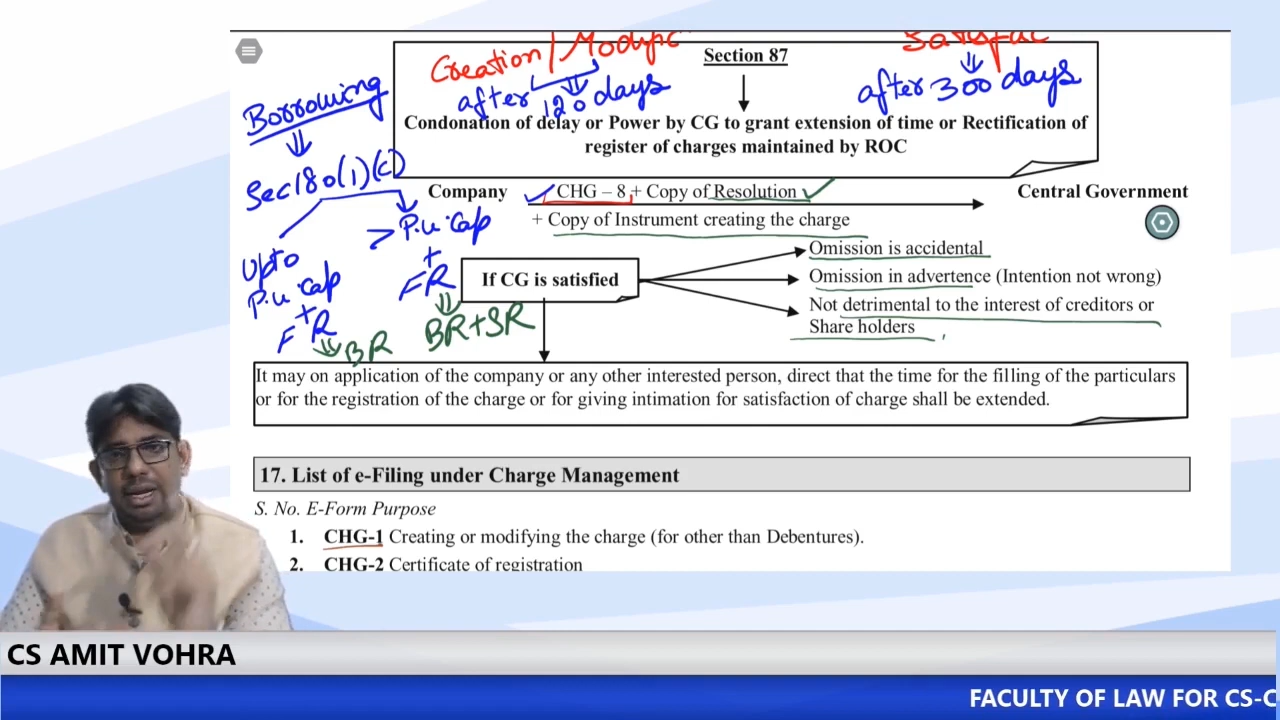 Creation/Modific
Satisfac
Section 87
after 120 days
after 300 days
Borrowing
Condonation of delay or Power by CG to grant extension of time or Rectification of
register of charges maintained by ROC
Sec180(1)(c)
Company CHG – 8 + Copy of Resolution Central Government
+ Copy of Instrument creating the charge
> P.u Cap
+
FR
BR+SR
Upto
P.u Cap
+
FR
BR
If CG is satisfied
Omission is accidental
Omission in advertence (Intention not wrong)
Not detrimental to the interest of creditors or
Share holders
It may on application of the company or any other interested person, direct that the time for the filling of the particulars
or for the registration of the charge or for giving intimation for satisfaction of charge shall be extended.
17. List of e-Filing under Charge Management
S. No. E-Form Purpose
1. CHG-1 Creating or modifying the charge (for other than Debentures).
2. CHG-2 Certificate of registration
CS AMIT VOHRA
FACULTY OF LAW FOR CS-C